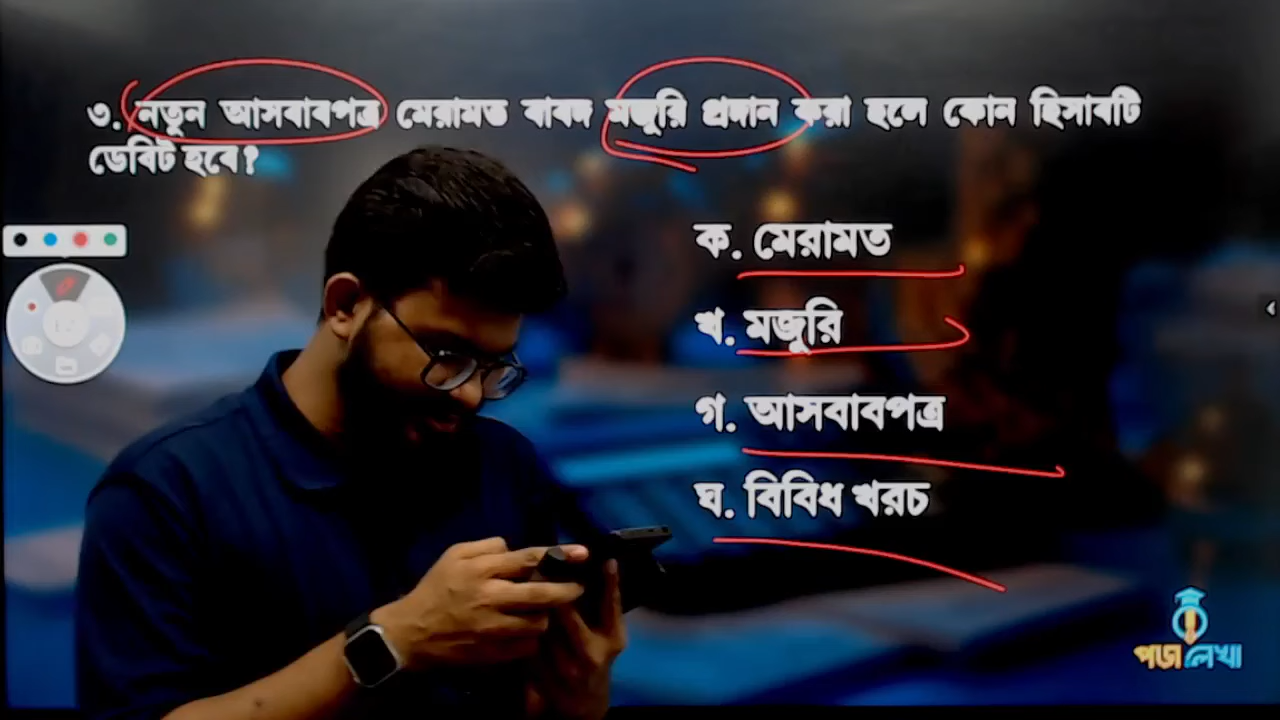 ৩. নতুন আসবাবপত্র মেরামত বাবদ মজুরি প্রদান করা হলে কোন হিসাবটি
ডেবিট হবে?
ক. মেরামত
খ. মজুরি
গ. আসবাবপত্র
ঘ. বিবিধ খরচ
পড়ালেখা